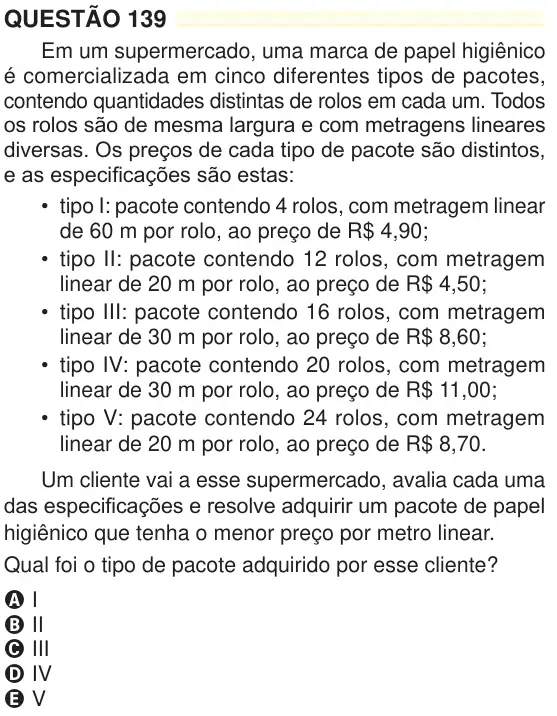 QUESTÃO 139
Em um supermercado, uma marca de papel higiênico
é comercializada em cinco diferentes tipos de pacotes,
contendo quantidades distintas de rolos em cada um. Todos
os rolos são de mesma largura e com metragens lineares
diversas. Os preços de cada tipo de pacote são distintos,
e as especificações são estas:
• tipo I: pacote contendo 4 rolos, com metragem linear
de 60 m por rolo, ao preço de R$ 4,90;
• tipo II: pacote contendo 12 rolos, com metragem
linear de 20 m por rolo, ao preço de R$ 4,50;
• tipo III: pacote contendo 16 rolos, com metragem
linear de 30 m por rolo, ao preço de R$ 8,60;
• tipo IV: pacote contendo 20 rolos, com metragem
linear de 30 m por rolo, ao preço de R$ 11,00;
• tipo V: pacote contendo 24 rolos, com metragem
linear de 20 m por rolo, ao preço de R$ 8,70.
Um cliente vai a esse supermercado, avalia cada uma
das especificações e resolve adquirir um pacote de papel
higiênico que tenha o menor preço por metro linear.
Qual foi o tipo de pacote adquirido por esse cliente?
A I
B II
C III
D IV
E V